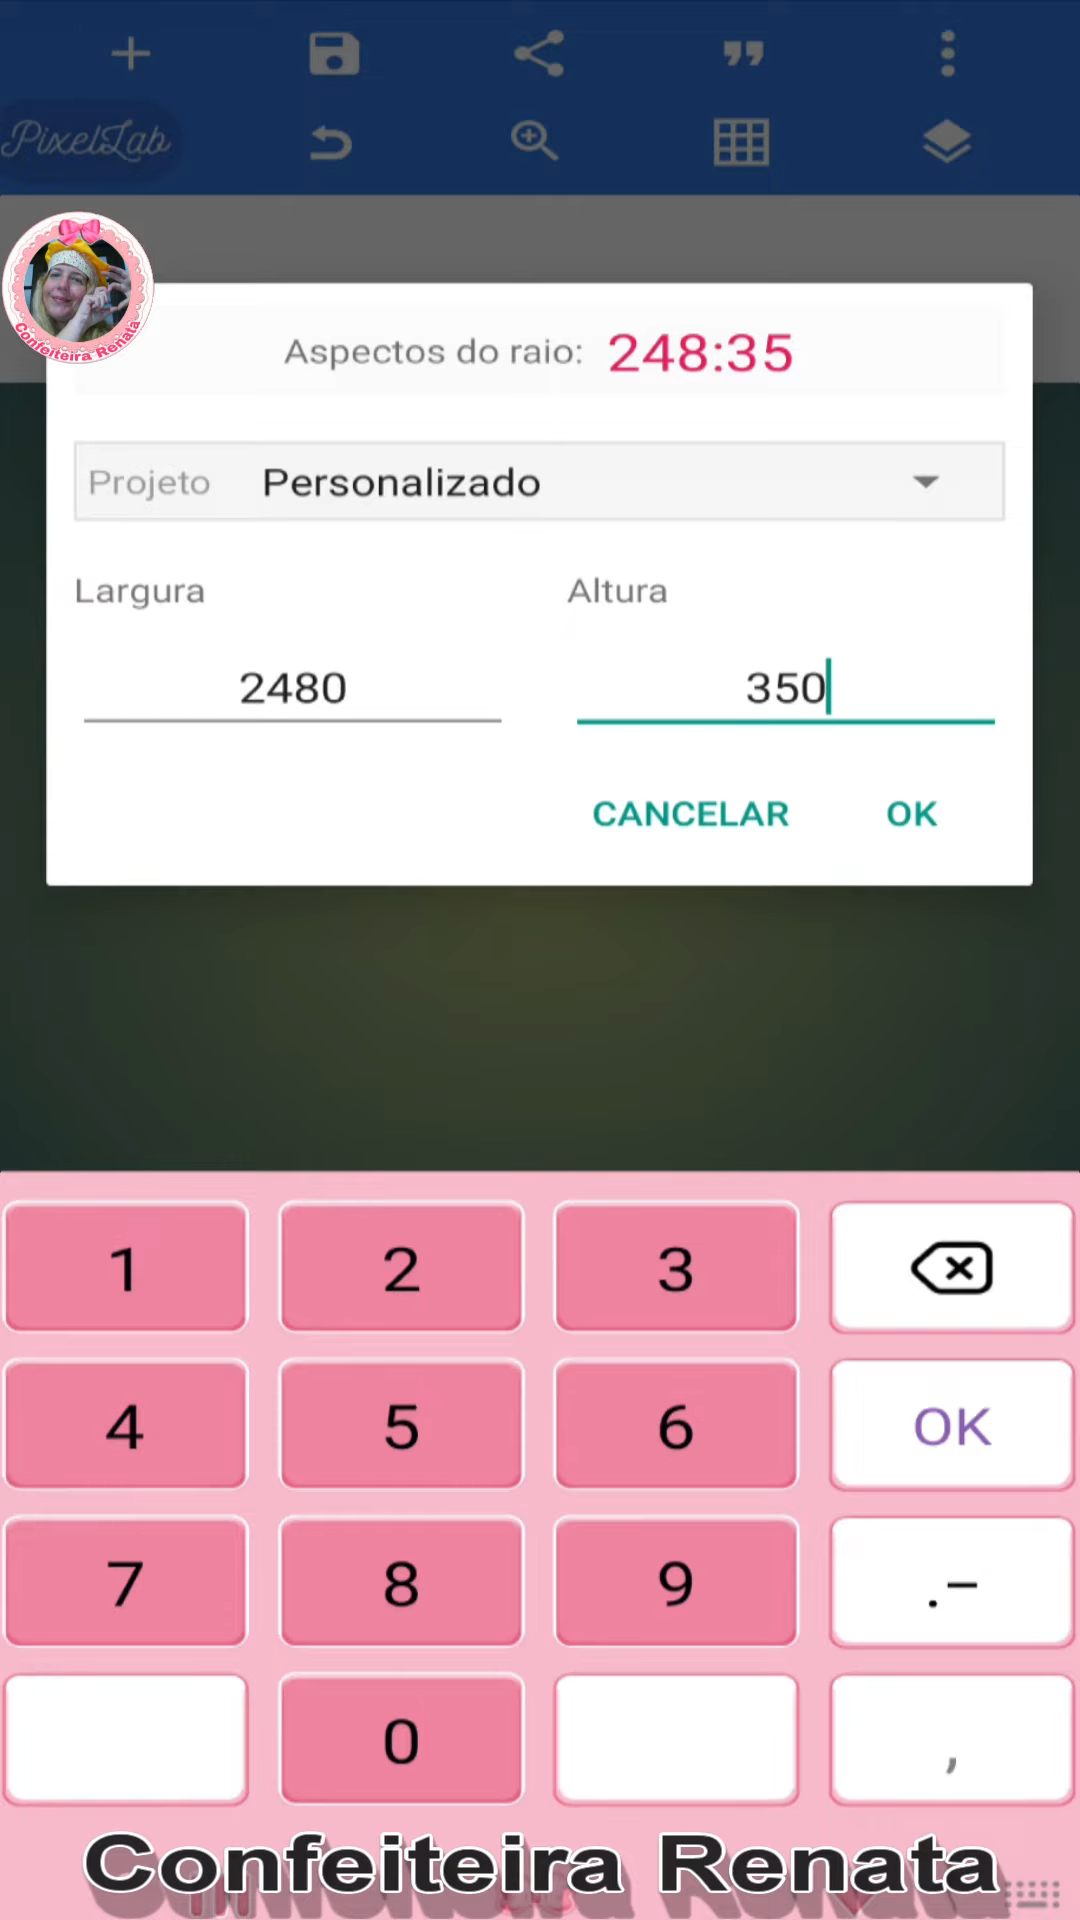 PixelLab
Confeiteira Renata
Aspectos do raio: 248:35
Projeto Personalizado
Largura Altura
2480 350
CANCELAR OK
1 2 3
4 5 6 OK
7 8 9 .–
0 ,
Confeiteira Renata